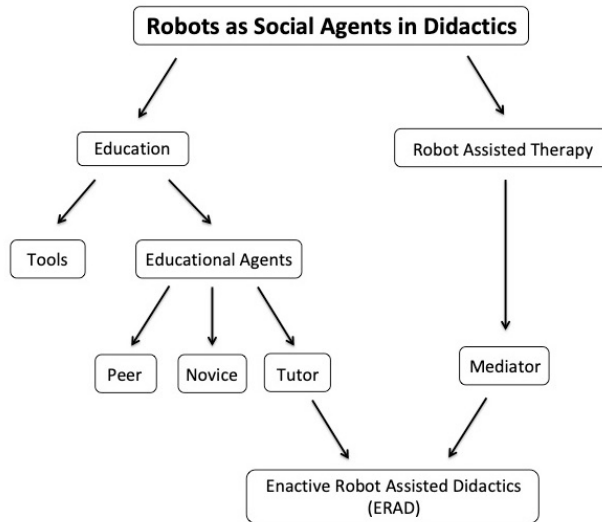 Robots as Social Agents in Didactics
Education
Robot Assisted Therapy
Tools
Educational Agents
Peer
Novice
Tutor
Mediator
Enactive Robot Assisted Didactics
(ERAD)